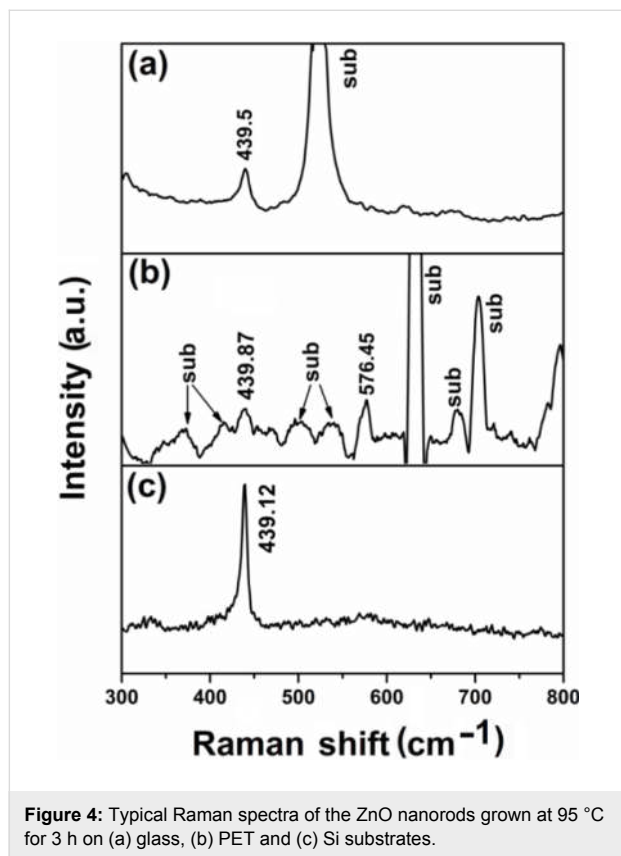 (a)
sub
439.5
(b)
sub
439.87
sub
576.45
sub
sub
sub
(c)
439.12
Intensity (a.u.)
300 400 500 600 700 800
Raman shift (cm⁻¹)
Figure 4: Typical Raman spectra of the ZnO nanorods grown at 95 °C
for 3 h on (a) glass, (b) PET and (c) Si substrates.